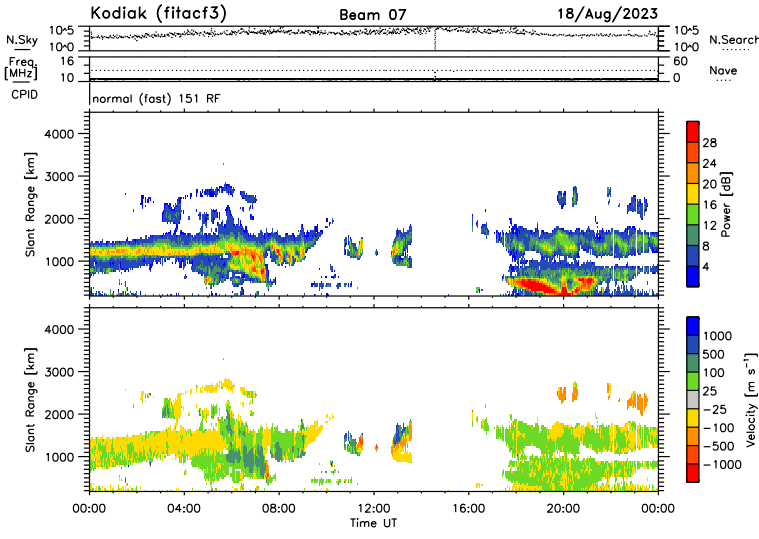 Kodiak (fitacf3) Beam 07 18/Aug/2023
N.Sky 10^5 10^0 10^5 10^0 N.Search
Freq. [MHz] 16 10 60 0 Nave
CPID normal (fast) 151 RF
Slant Range [km]
4000
3000
2000
1000
28
24
20
16
12
8
4
Power [dB]
Slant Range [km]
4000
3000
2000
1000
1000
500
100
25
−25
−100
−500
−1000
Velocity [m s⁻¹]
00:00 04:00 08:00 12:00 16:00 20:00 00:00
Time UT